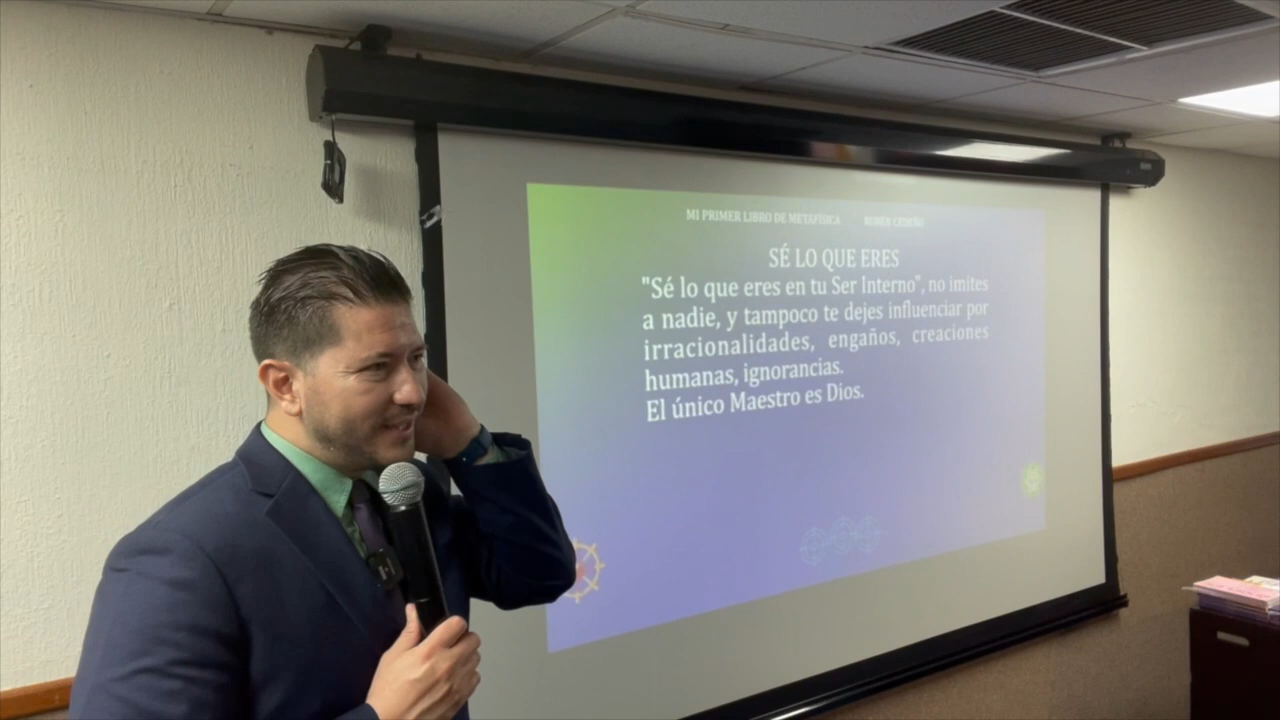 MI PRIMER LIBRO DE METAFÍSICA RUBÉN CEDEÑO
SÉ LO QUE ERES
"Sé lo que eres en tu Ser Interno", no imites
a nadie, y tampoco te dejes influenciar por
irracionalidades, engaños, creaciones
humanas, ignorancias.
El único Maestro es Dios.